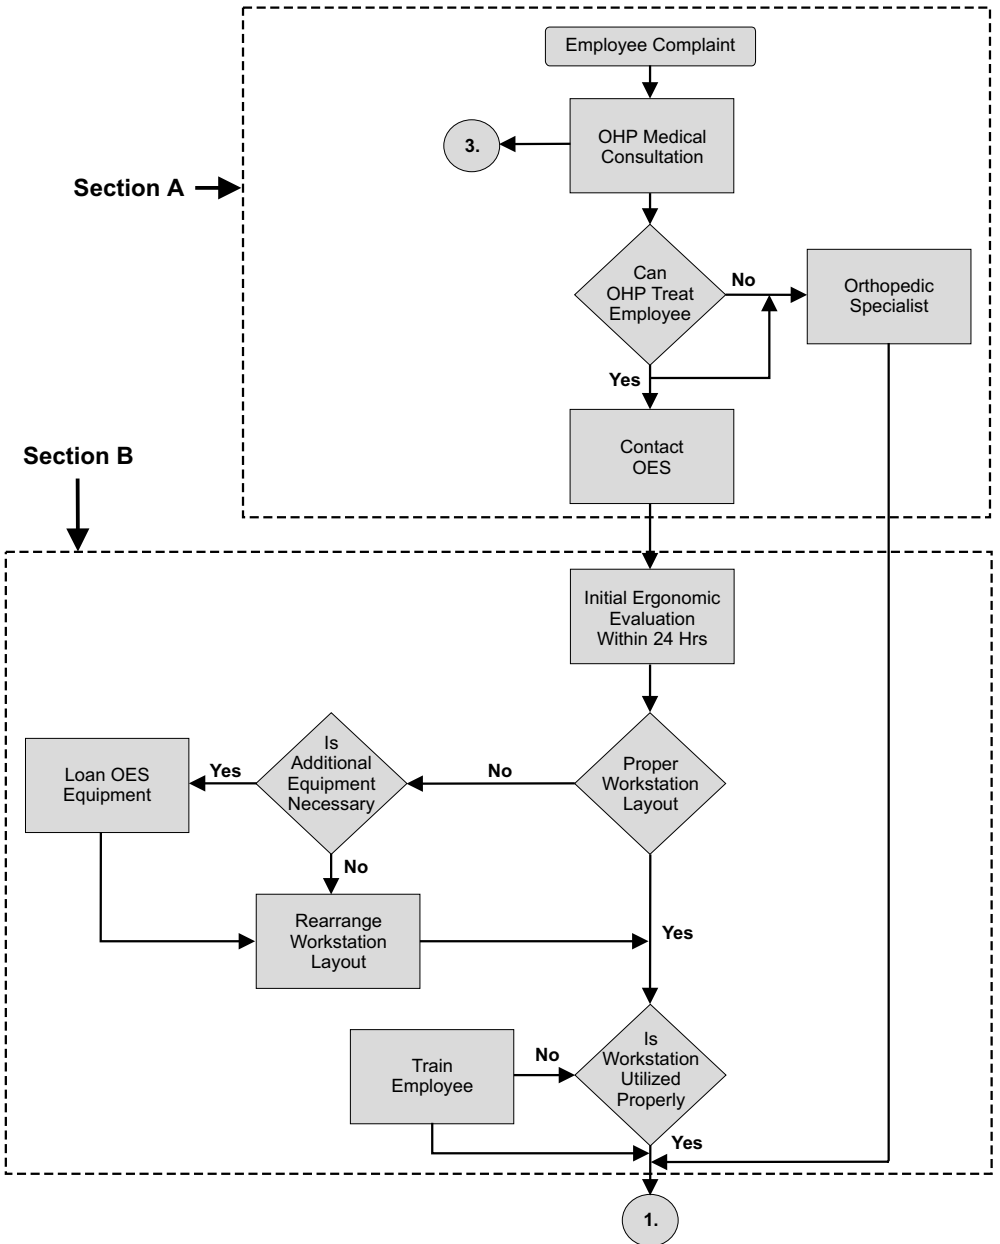 Employee Complaint
OHP Medical
Consultation
3.
Section A
Can
OHP Treat
Employee
No
Orthopedic
Specialist
Yes
Contact
OES
Section B
Initial Ergonomic
Evaluation
Within 24 Hrs
Proper
Workstation
Layout
No
Is
Additional
Equipment
Necessary
Yes
Loan OES
Equipment
No
Rearrange
Workstation
Layout
Yes
Is
Workstation
Utilized
Properly
No
Train
Employee
Yes
1.